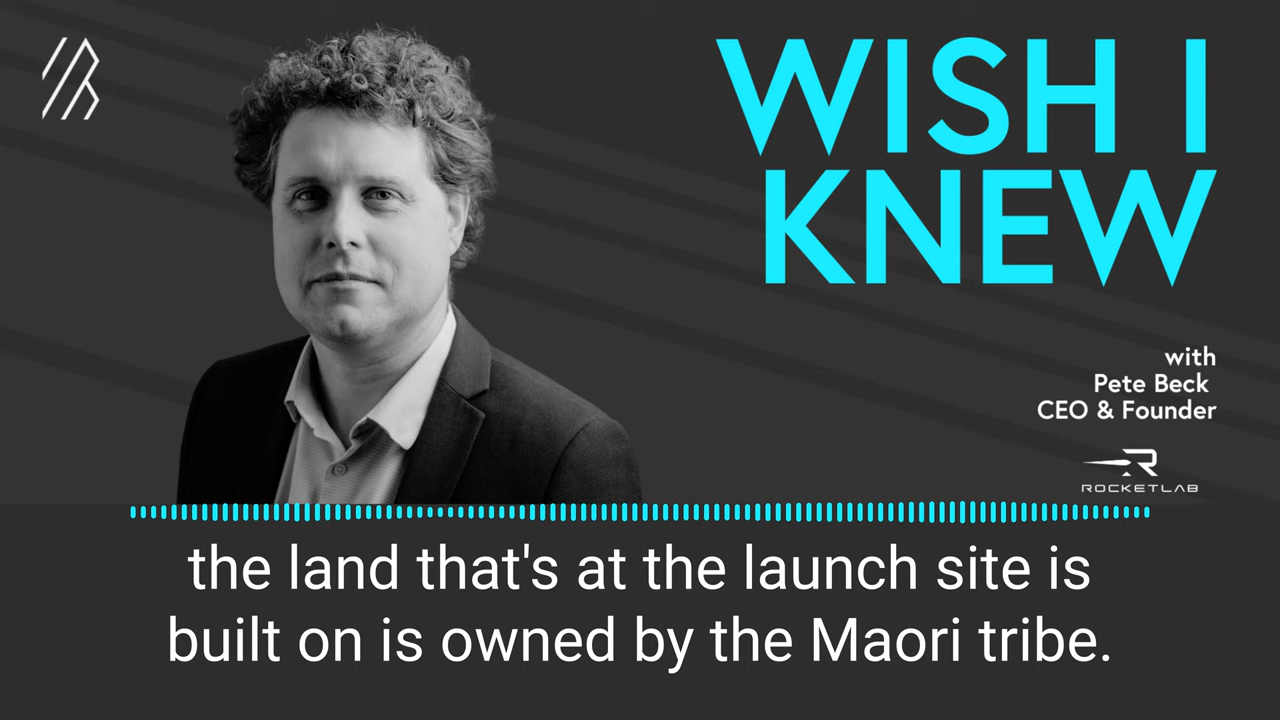 WISH I
KNEW
with
Pete Beck
CEO & Founder
ROCKETLAB
the land that's at the launch site is
built on is owned by the Maori tribe.